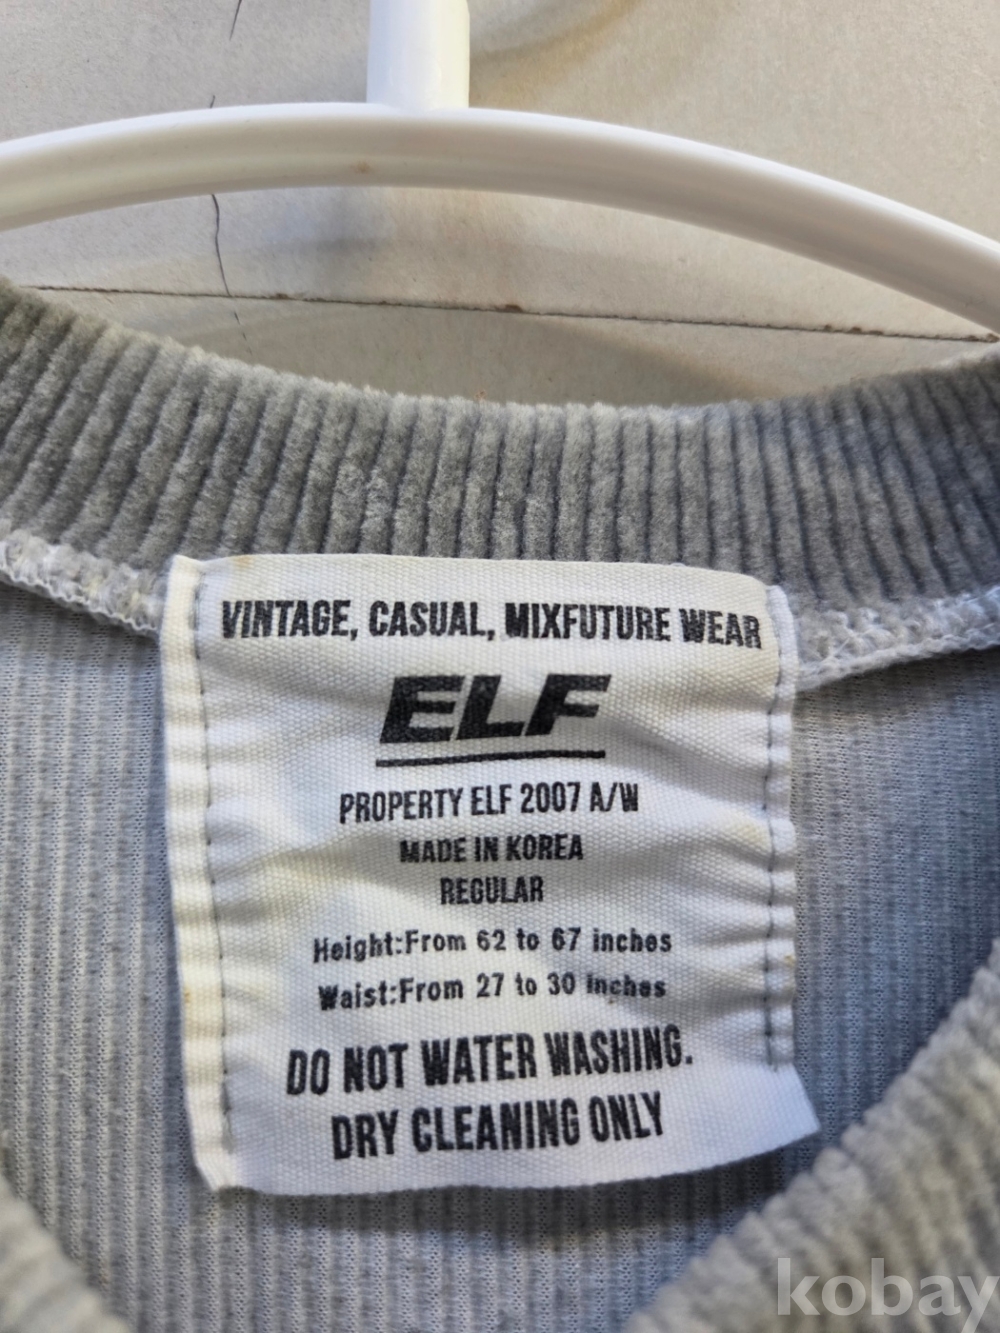 VINTAGE, CASUAL, MIXFUTURE WEAR
ELF
PROPERTY ELF 2007 A/W
MADE IN KOREA
REGULAR
Height:From 62 to 67 inches
Waist:From 27 to 30 inches
DO NOT WATER WASHING.
DRY CLEANING ONLY
kobay